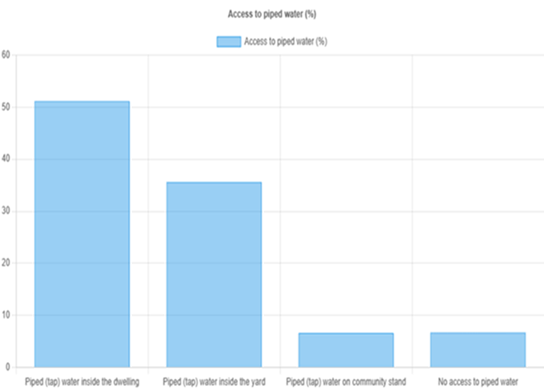 Access to piped water (%)
Access to piped water (%)
60
50
40
30
20
10
0
Piped (tap) water inside the dwelling
Piped (tap) water inside the yard
Piped (tap) water on community stand
No access to piped water